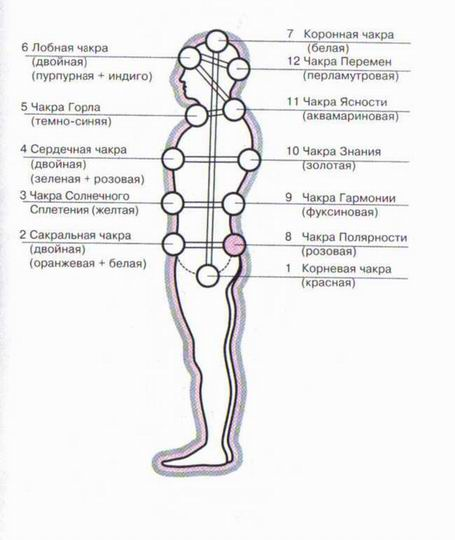 7 Коронная чакра
(белая)
6 Лобная чакра
(двойная)
(пурпурная + индиго)
12 Чакра Перемен
(перламутровая)
5 Чакра Горла
(темно-синяя)
11 Чакра Ясности
(аквамариновая)
4 Сердечная чакра
(двойная)
(зеленая + розовая)
10 Чакра Знания
(золотая)
3 Чакра Солнечного
Сплетения (желтая)
9 Чакра Гармонии
(фуксиновая)
2 Сакральная чакра
(двойная)
(оранжевая + белая)
8 Чакра Полярности
(розовая)
1 Корневая чакра
(красная)